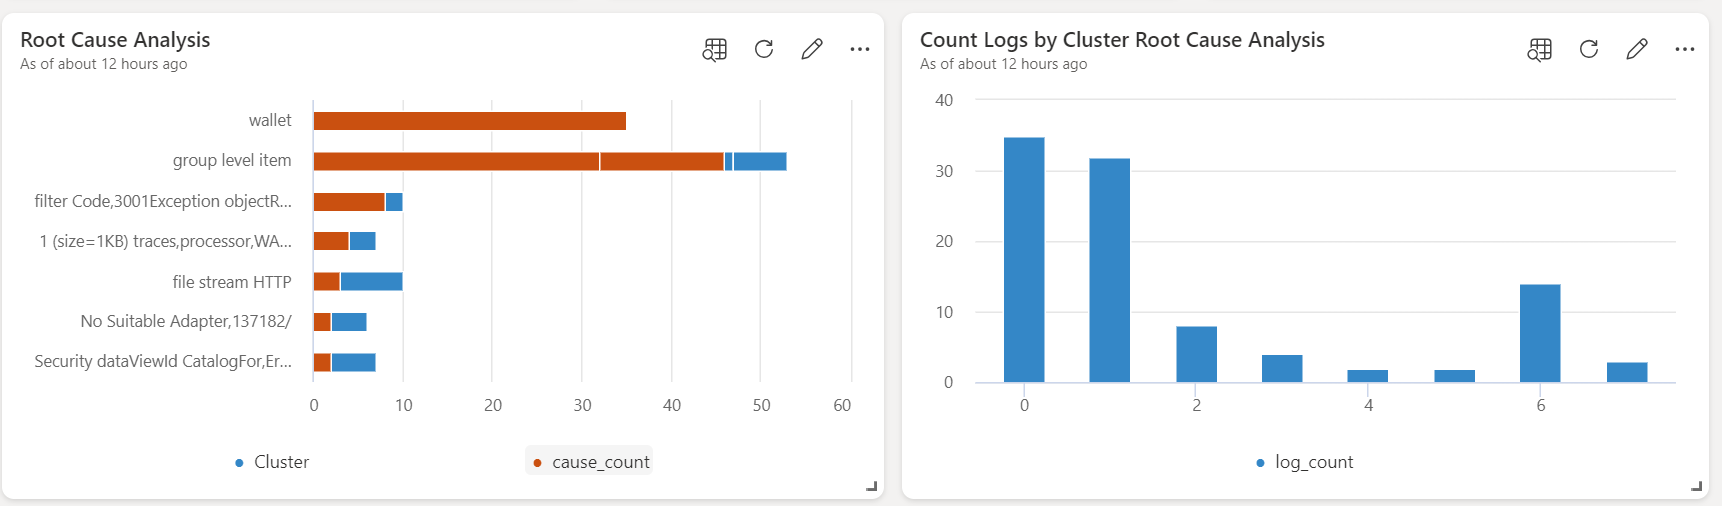 Root Cause Analysis
As of about 12 hours ago
wallet
group level item
filter Code,3001Exception objectR...
1 (size=1KB) traces,processor,WA...
file stream HTTP
No Suitable Adapter,137182/
Security dataViewId CatalogFor,Er...
0 10 20 30 40 50 60
Cluster cause_count
Count Logs by Cluster Root Cause Analysis
As of about 12 hours ago
40
30
20
10
0
0 2 4 6
log_count